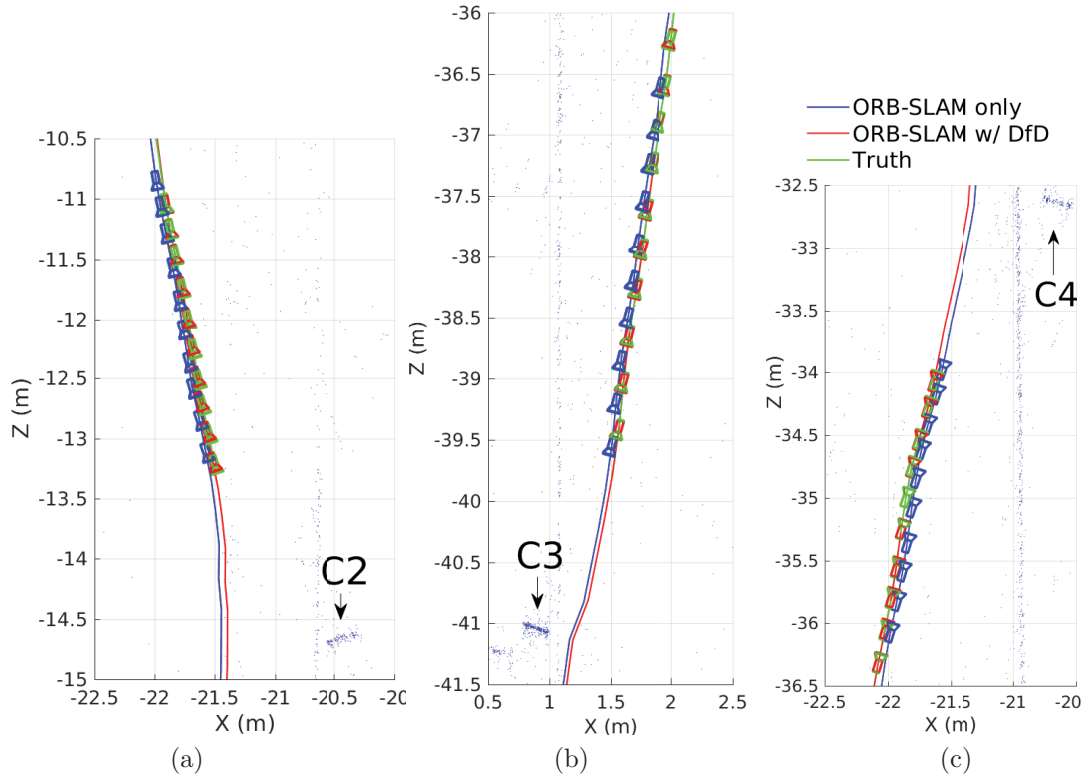 ORB-SLAM only
ORB-SLAM w/ DfD
Truth
-10.5
-11
-11.5
-12
-12.5
-13
-13.5
-14
-14.5
-15
Z (m)
C2
-22.5 -22 -21.5 -21 -20.5 -20
X (m)
(a)
-36
-36.5
-37
-37.5
-38
-38.5
-39
-39.5
-40
-40.5
-41
-41.5
Z (m)
C3
0.5 1 1.5 2 2.5
X (m)
(b)
-32.5
-33
-33.5
-34
-34.5
-35
-35.5
-36
-36.5
Z (m)
C4
-22.5 -22 -21.5 -21 -20
X (m)
(c)